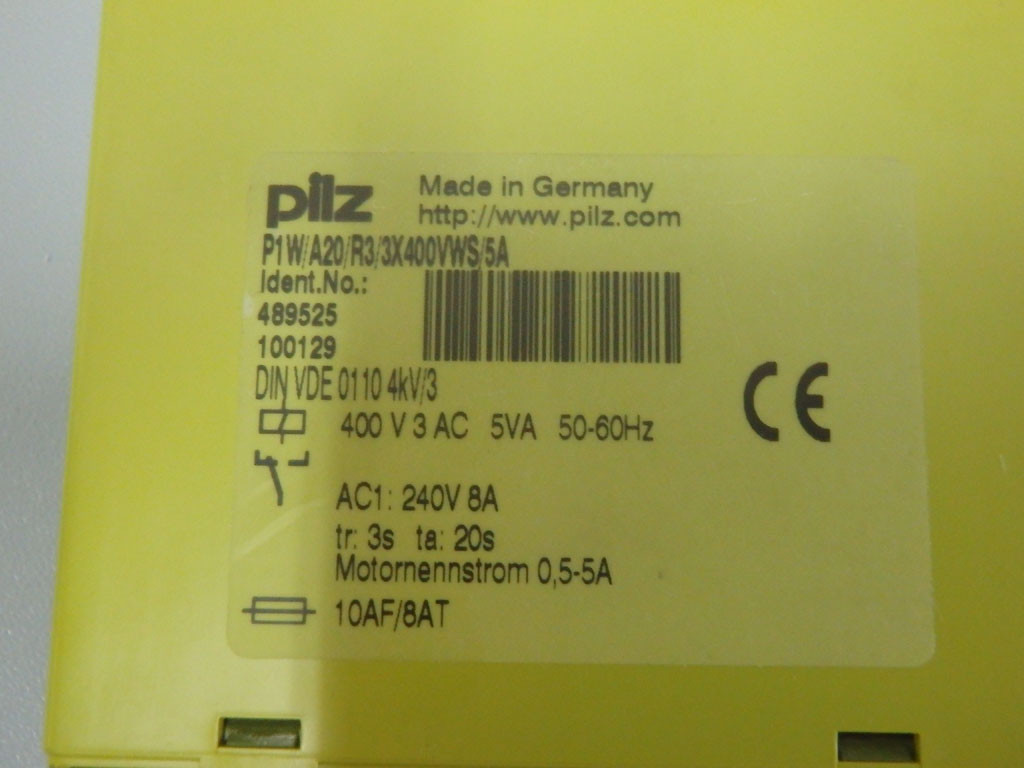 pilz
Made in Germany
http://www.pilz.com
P1W/A20/R3/3X400VWS/5A
Ident.No.:
489525
100129
DIN VDE 0110 4kV/3
CE
400 V 3 AC 5VA 50-60Hz
AC1: 240V 8A
tr: 3s ta: 20s
Motornennstrom 0,5-5A
10AF/8AT